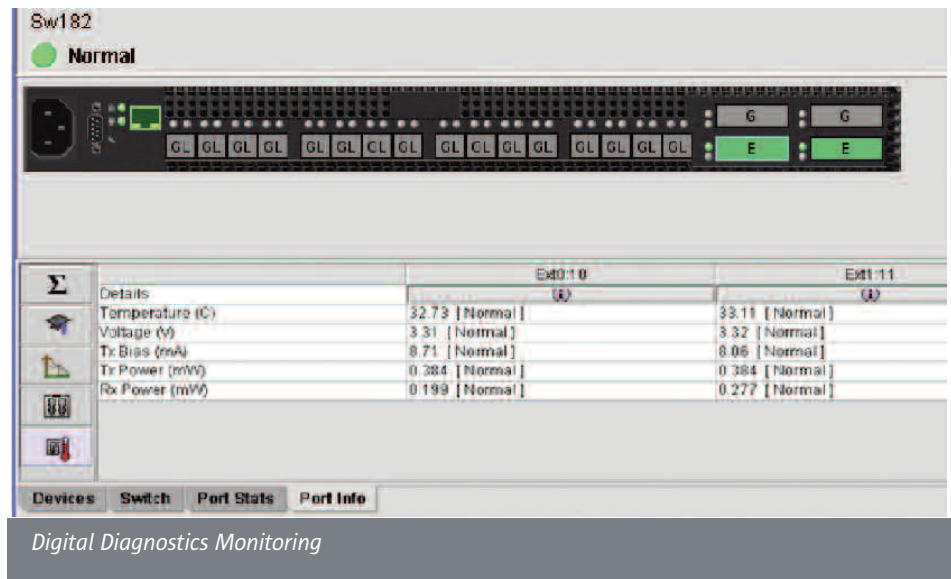 Sw182
Normal
G G
GL GL GL GL GL GL GL GL GL GL GL GL GL GL GL GL E E
Σ
Ext0:10 Ext1:11
Details
Temperature (C) 32.73 [Normal] 33.11 [Normal]
Voltage (V) 3.31 [Normal] 3.32 [Normal]
Tx Bias (mA) 8.71 [Normal] 8.06 [Normal]
Tx Power (mW) 0.384 [Normal] 0.384 [Normal]
Rx Power (mW) 0.199 [Normal] 0.277 [Normal]
Devices Switch Port Stats Port Info
Digital Diagnostics Monitoring